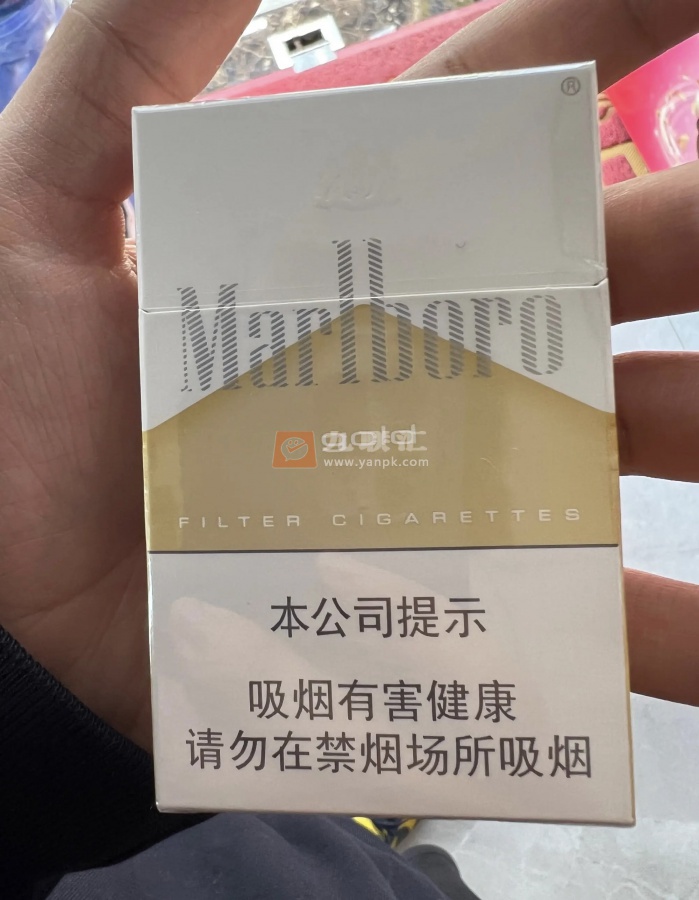 ®
Marlboro
www.yanpk.com
FILTER CIGARETTES
本公司提示
吸烟有害健康
请勿在禁烟场所吸烟